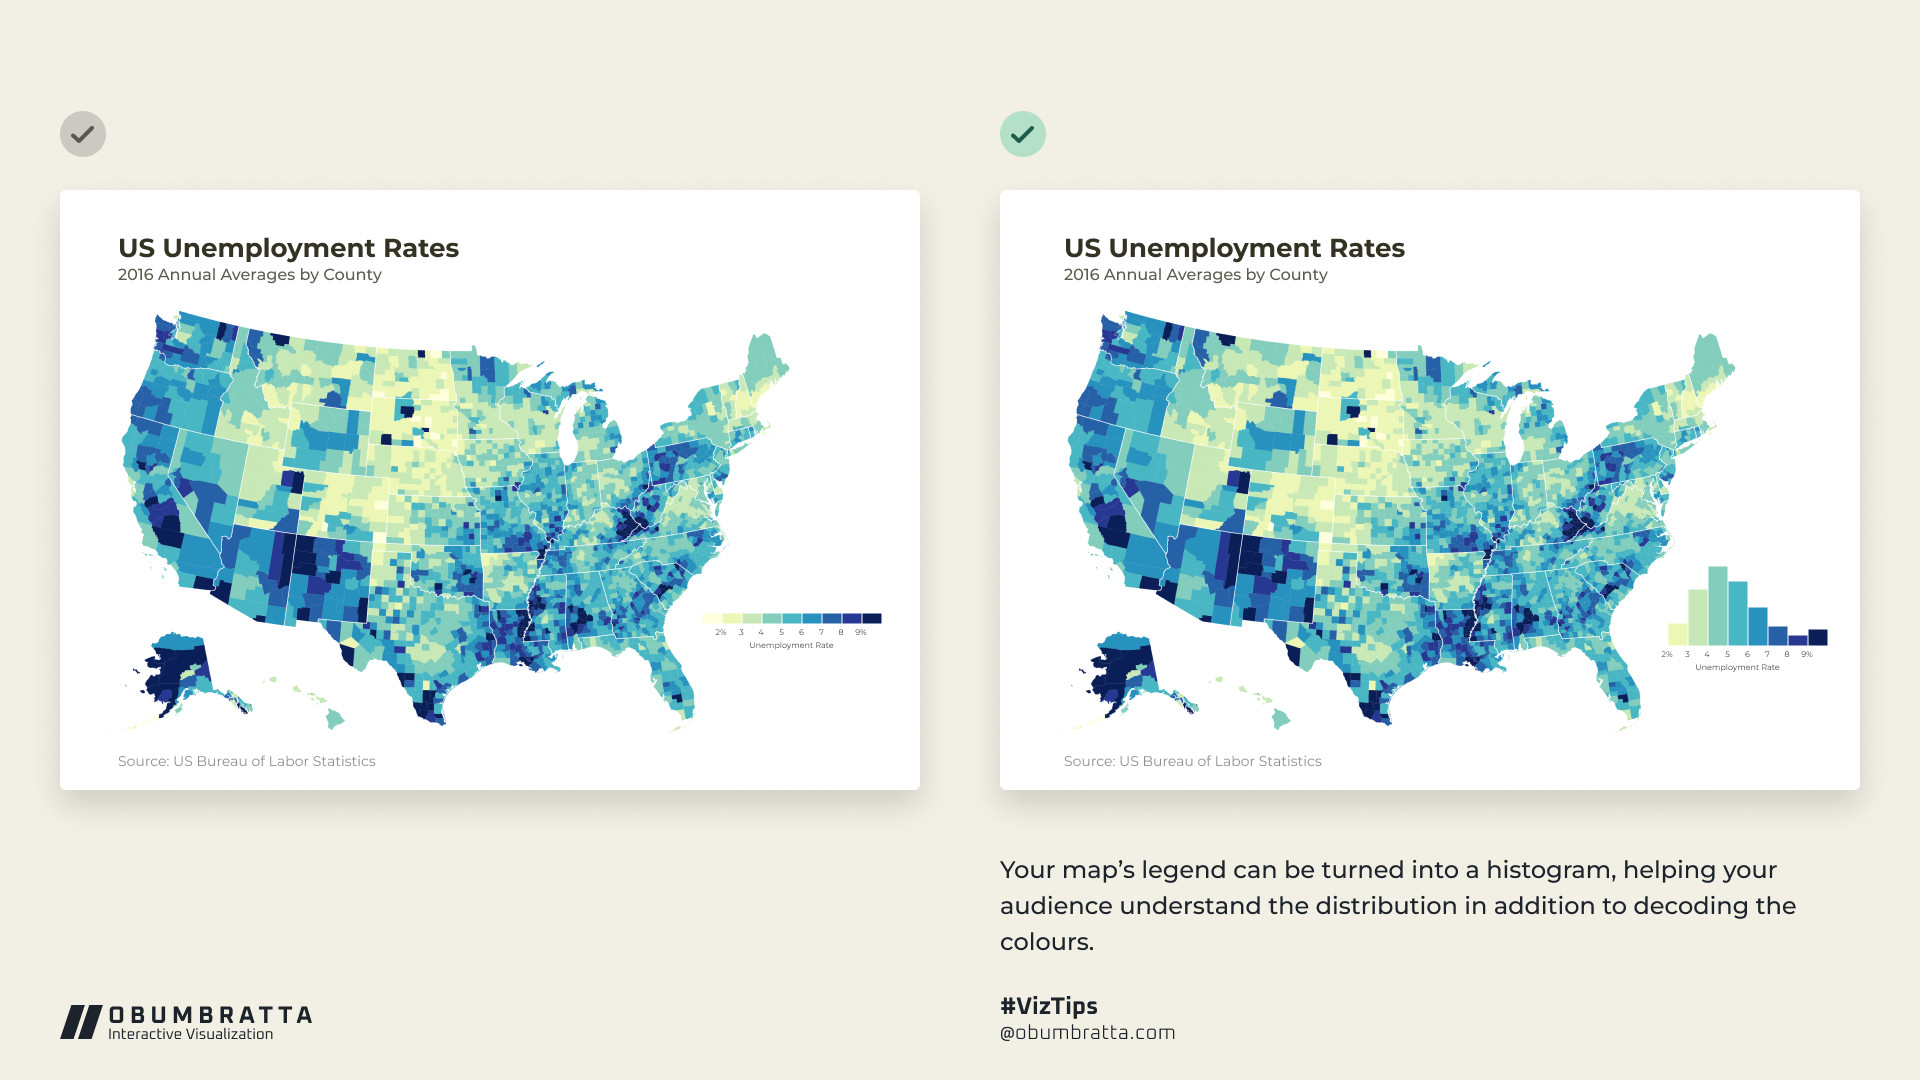 US Unemployment Rates
2016 Annual Averages by County
2% 3 4 5 6 7 8 9%
Unemployment Rate
Source: US Bureau of Labor Statistics
US Unemployment Rates
2016 Annual Averages by County
2% 3 4 5 6 7 8 9%
Unemployment Rate
Source: US Bureau of Labor Statistics
Your map’s legend can be turned into a histogram, helping your
audience understand the distribution in addition to decoding the
colours.
OBUMBRATTA
Interactive Visualization
#VizTips
@obumbratta.com